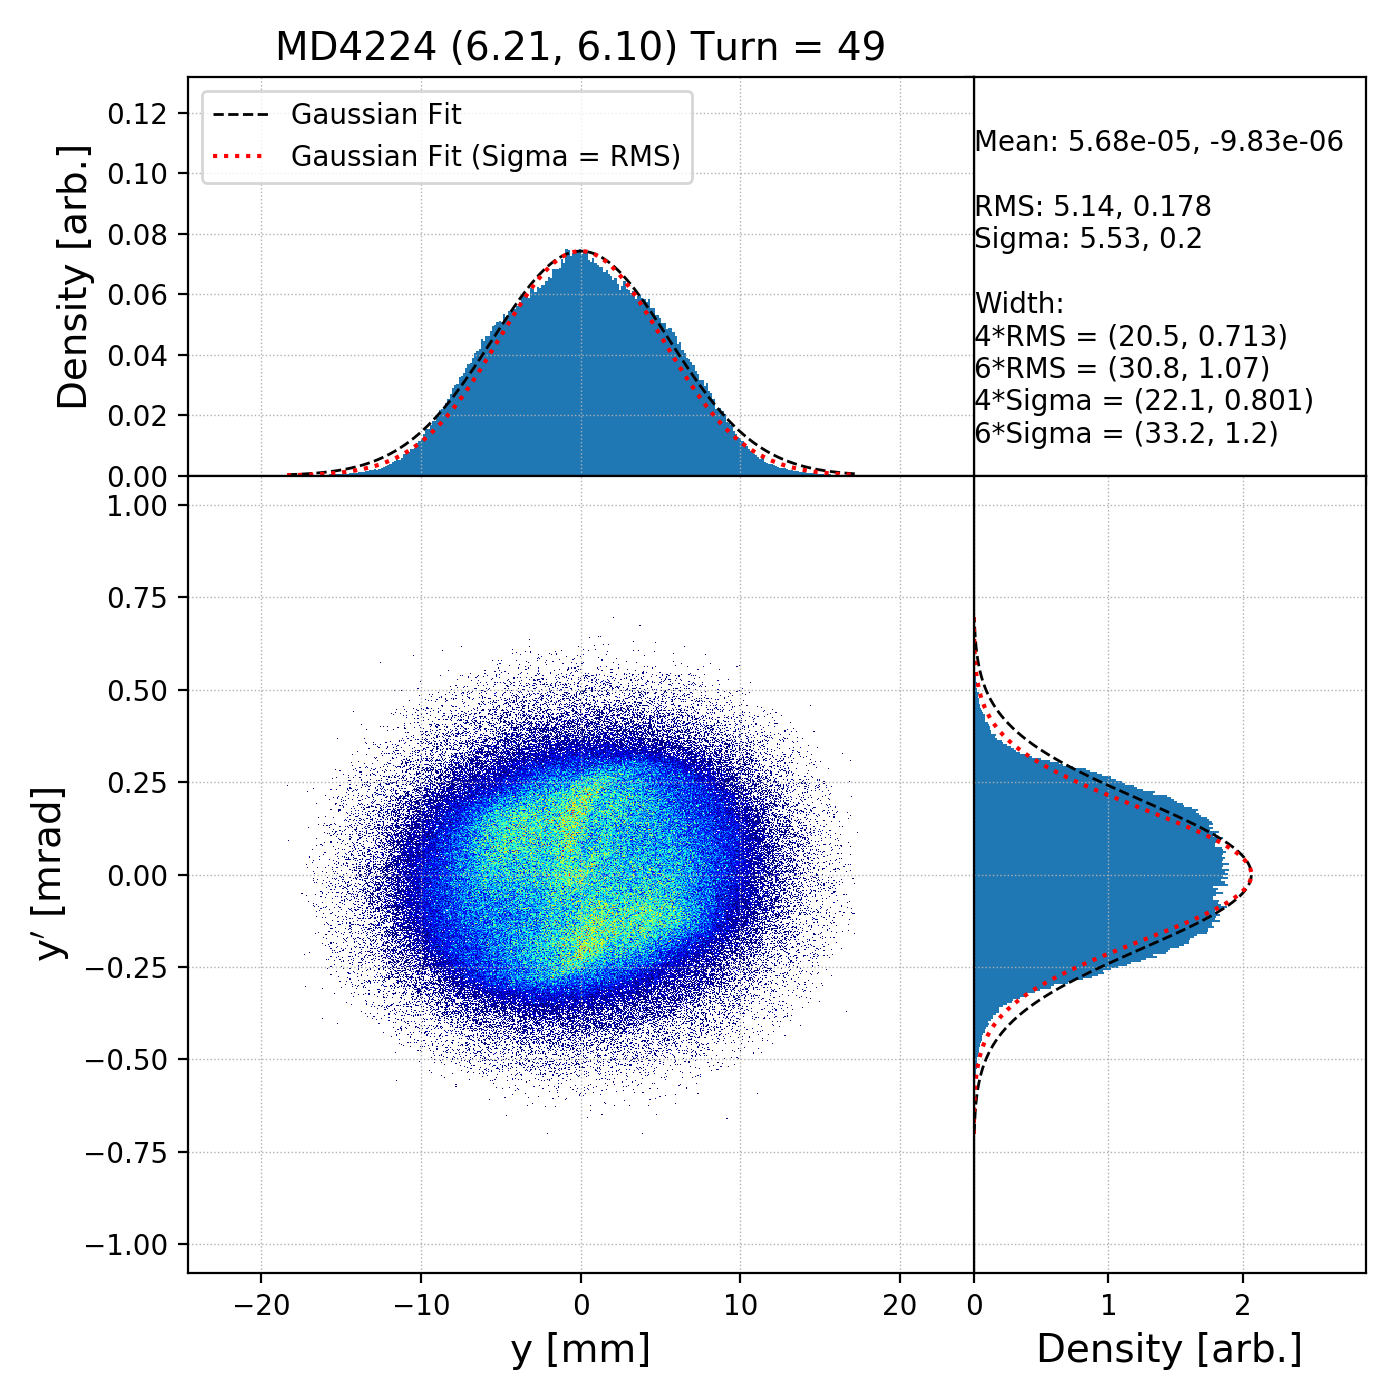 MD4224 (6.21, 6.10) Turn = 49
Gaussian Fit
Gaussian Fit (Sigma = RMS)
Density [arb.]
0.12
0.10
0.08
0.06
0.04
0.02
0.00
Mean: 5.68e-05, -9.83e-06
RMS: 5.14, 0.178
Sigma: 5.53, 0.2
Width:
4*RMS = (20.5, 0.713)
6*RMS = (30.8, 1.07)
4*Sigma = (22.1, 0.801)
6*Sigma = (33.2, 1.2)
y′ [mrad]
1.00
0.75
0.50
0.25
0.00
−0.25
−0.50
−0.75
−1.00
−20 −10 0 10 20
y [mm]
0 1 2
Density [arb.]